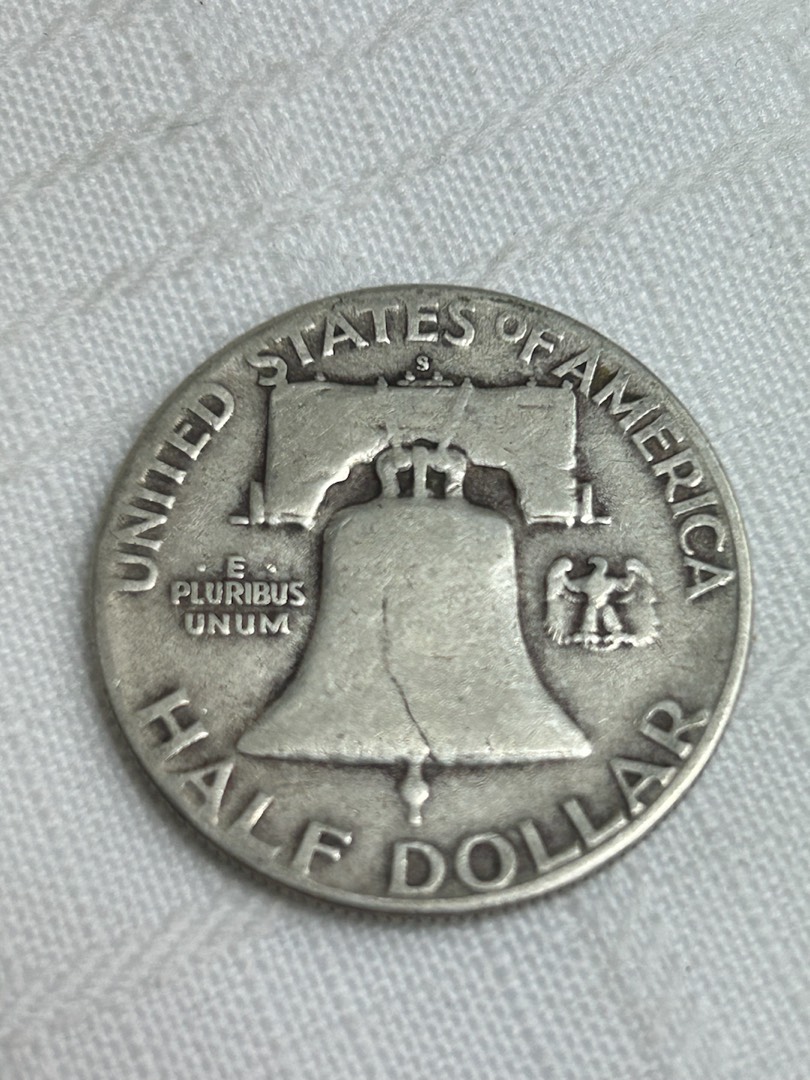 UNITED STATES OF AMERICA
S
·E·
PLURIBUS
UNUM
HALF DOLLAR